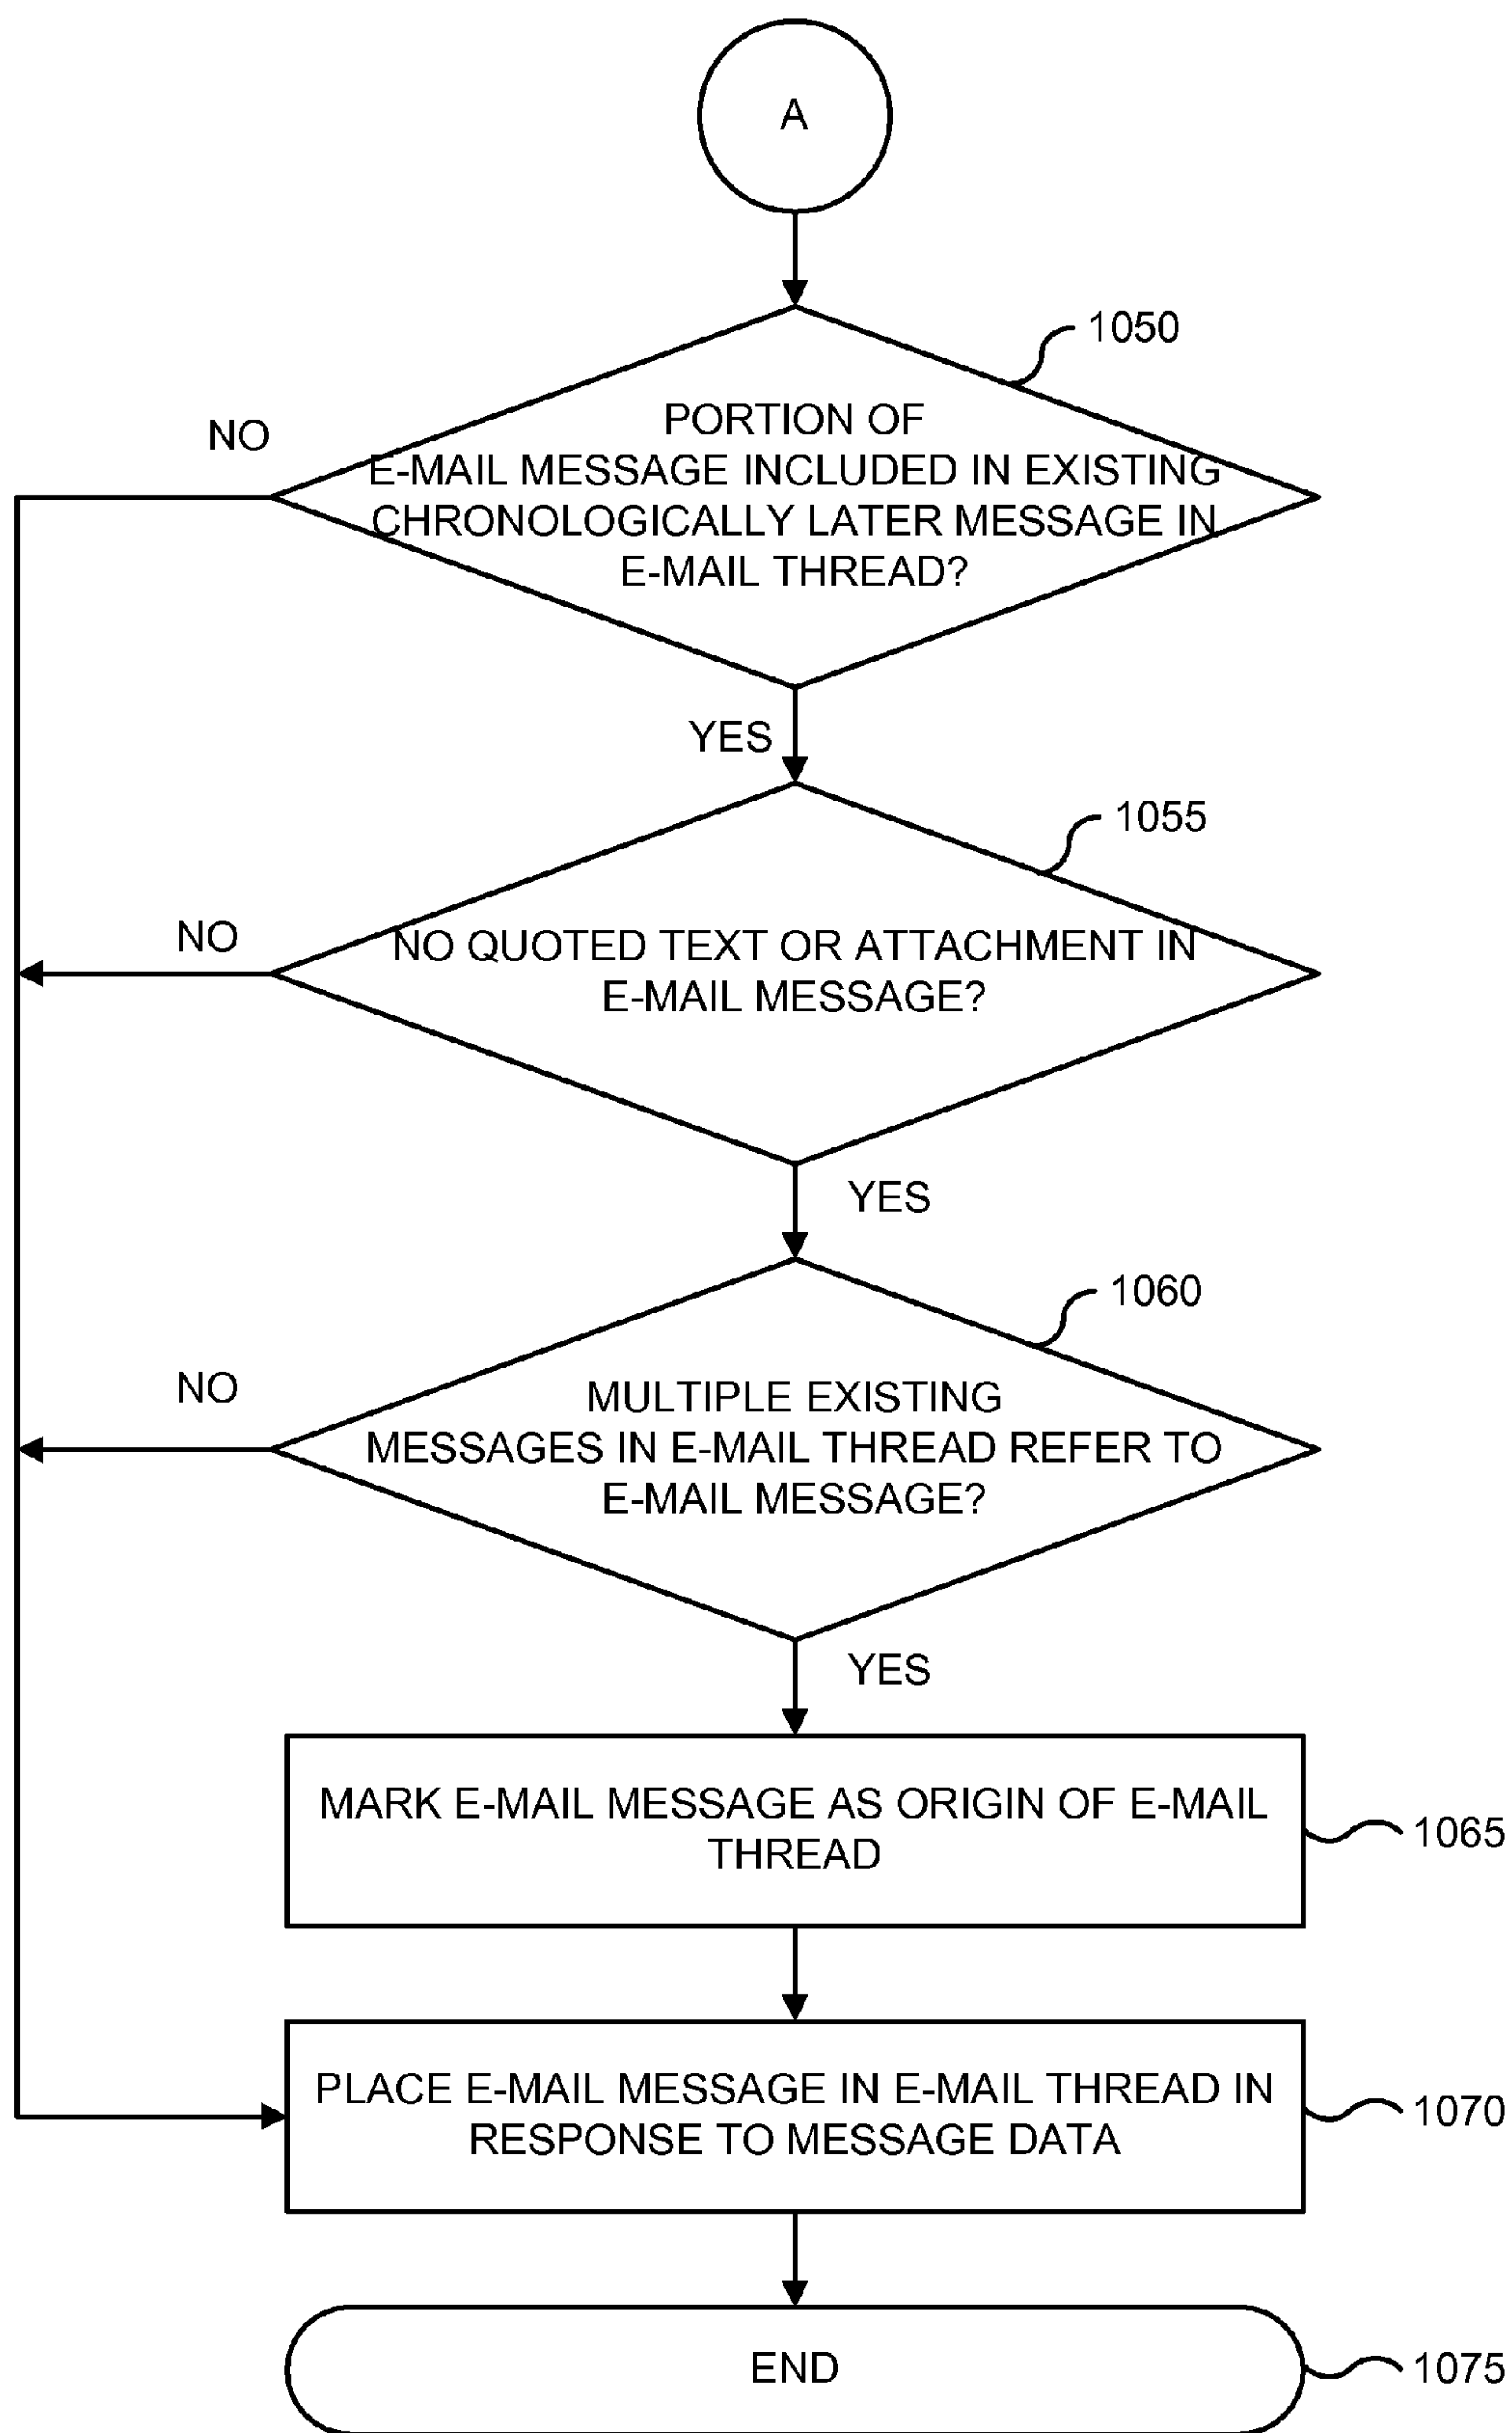 A
1050
NO
PORTION OF
E-MAIL MESSAGE INCLUDED IN EXISTING
CHRONOLOGICALLY LATER MESSAGE IN
E-MAIL THREAD?
YES
1055
NO
NO QUOTED TEXT OR ATTACHMENT IN
E-MAIL MESSAGE?
YES
1060
NO
MULTIPLE EXISTING
MESSAGES IN E-MAIL THREAD REFER TO
E-MAIL MESSAGE?
YES
MARK E-MAIL MESSAGE AS ORIGIN OF E-MAIL
THREAD
1065
PLACE E-MAIL MESSAGE IN E-MAIL THREAD IN
RESPONSE TO MESSAGE DATA
1070
END
1075